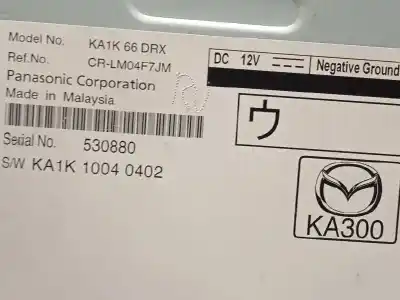 Model No. KA1K 66 DRX
Ref.No. CR-LM04F7JM
Panasonic Corporation
Made in Malaysia
Serial No. 530880
S/W KA1K 1004 0402
DC 12V Negative Ground
ウ
KA300